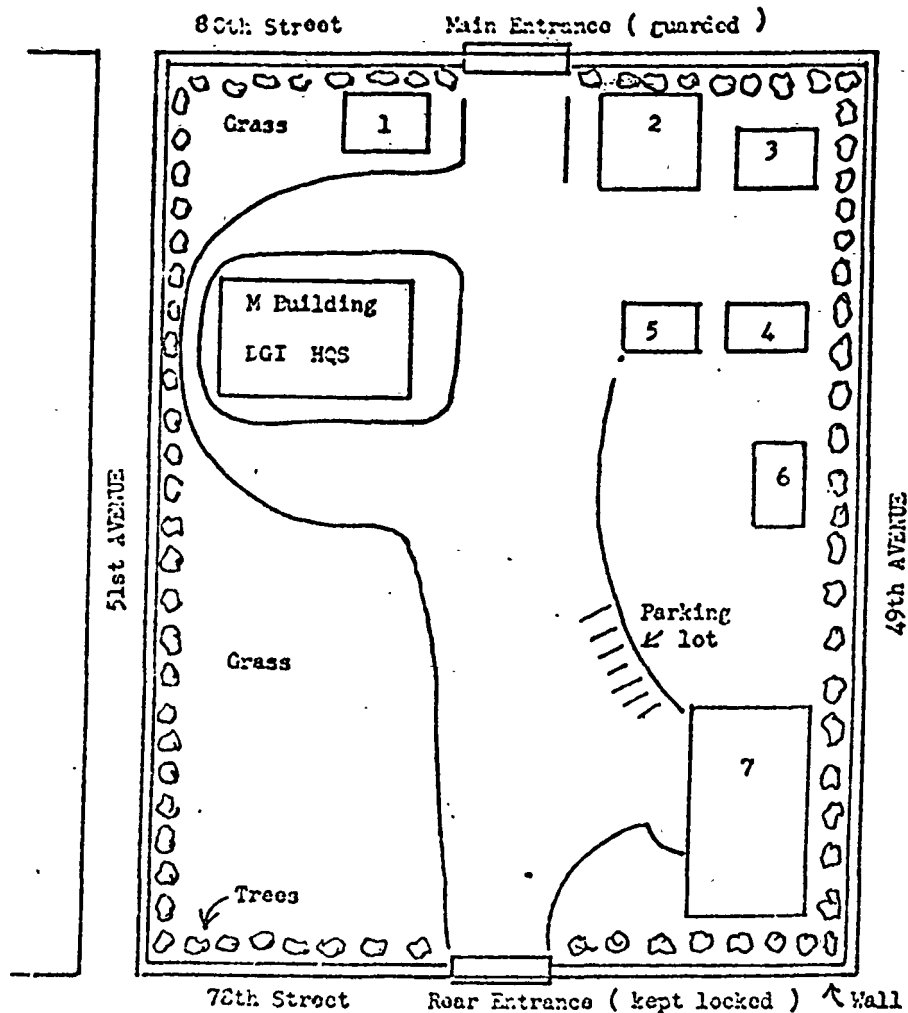 80th Street Main Entrance ( guarded )
Grass
1
2
3
M Building
DGI HQS
5
4
6
51st AVENUE
49th AVENUE
Parking
lot
Grass
7
Trees
78th Street Rear Entrance ( kept locked ) Wall